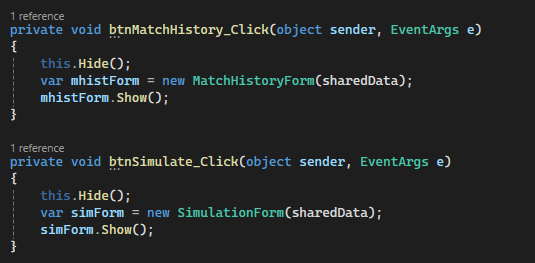 1 reference
private void btnMatchHistory_Click(object sender, EventArgs e)
{
this.Hide();
var mhistForm = new MatchHistoryForm(sharedData);
mhistForm.Show();
}
1 reference
private void btnSimulate_Click(object sender, EventArgs e)
{
this.Hide();
var simForm = new SimulationForm(sharedData);
simForm.Show();
}